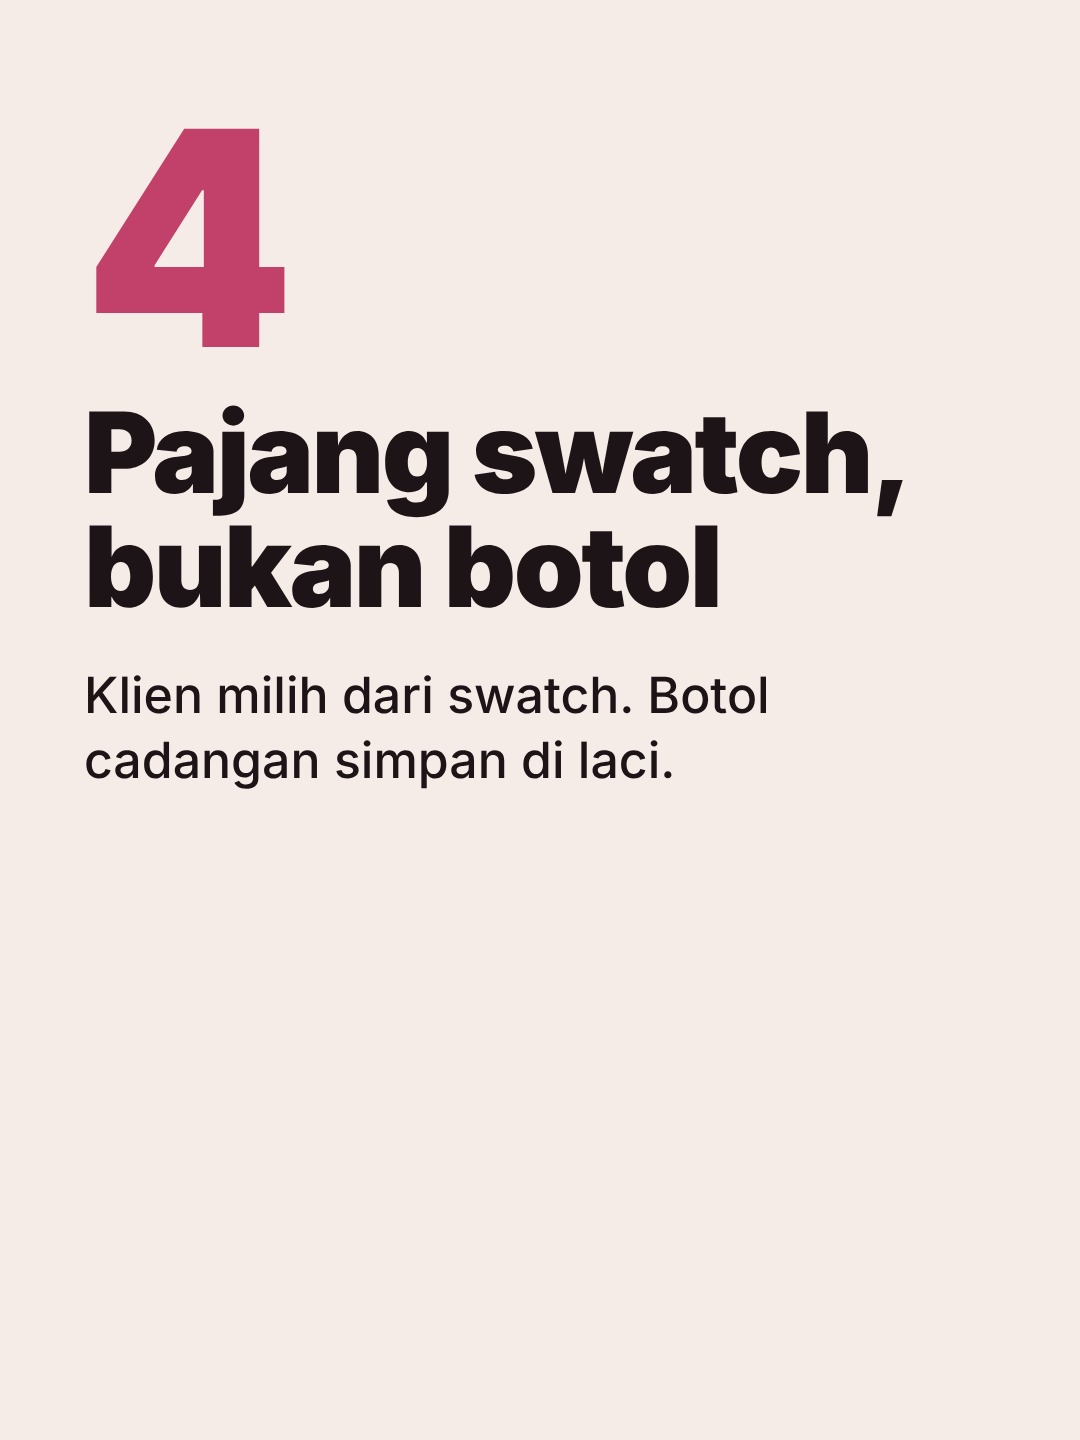 4
Pajang swatch,
bukan botol
Klien milih dari swatch. Botol
cadangan simpan di laci.